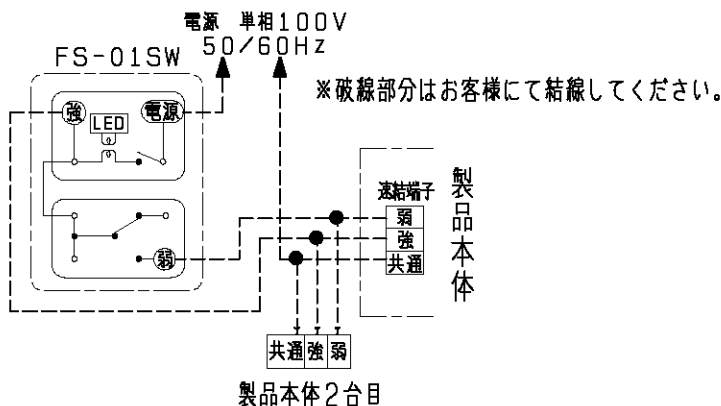 電源 単相100V
50/60Hz
FS-01SW
※破線部分はお客様にて結線してください。
強
電源
LED
速結端子
製品本体
弱
強
共通
弱
共通 強 弱
製品本体2台目